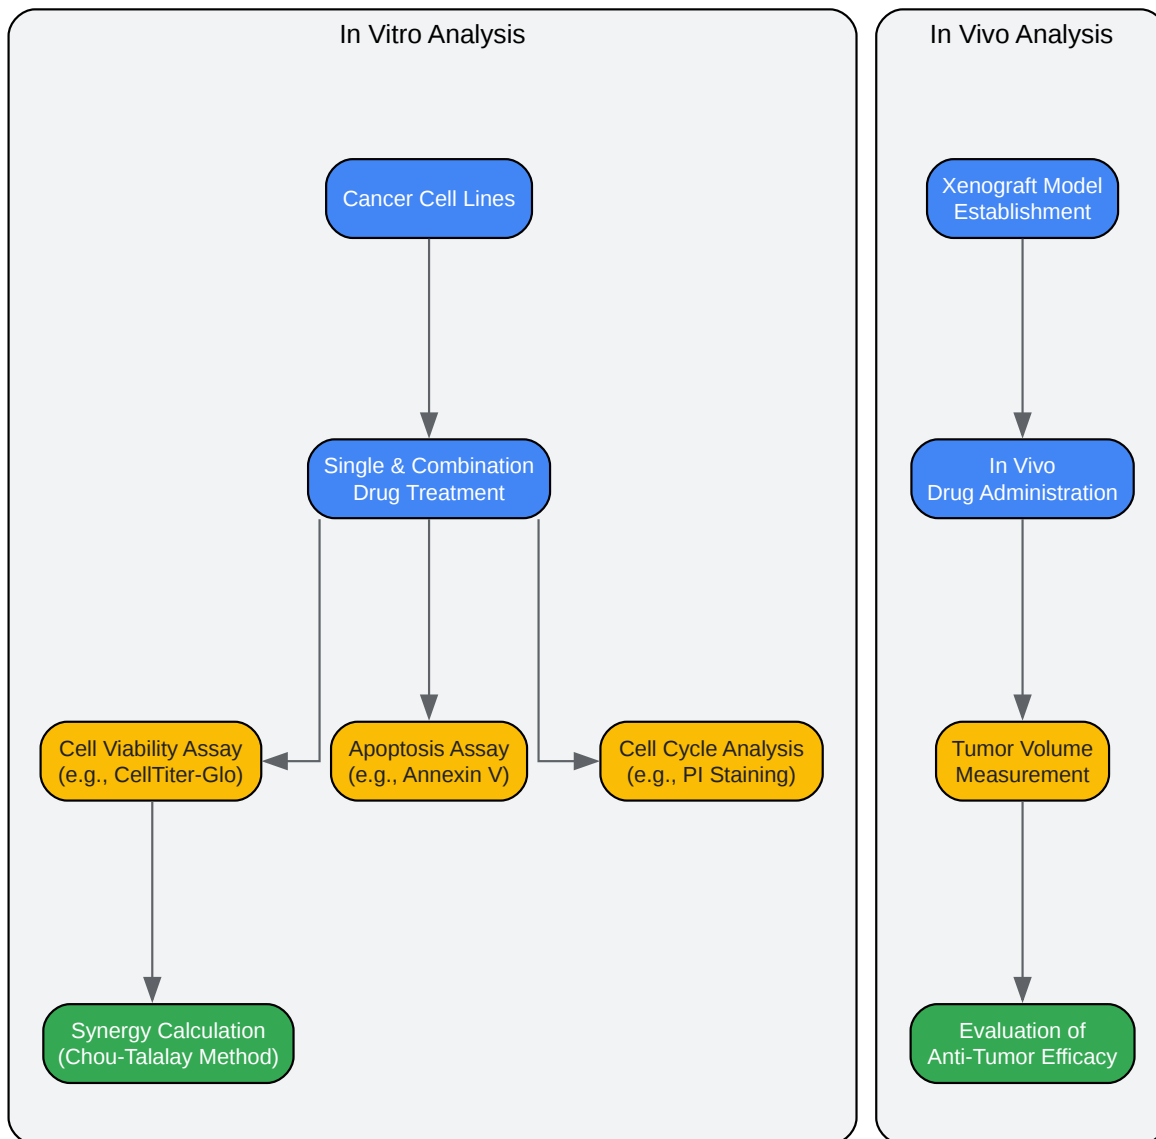 In Vitro Analysis
Cancer Cell Lines
Single & Combination
Drug Treatment
Cell Viability Assay
(e.g., CellTiter-Glo)
Apoptosis Assay
(e.g., Annexin V)
Cell Cycle Analysis
(e.g., PI Staining)
Synergy Calculation
(Chou-Talalay Method)
In Vivo Analysis
Xenograft Model
Establishment
In Vivo
Drug Administration
Tumor Volume
Measurement
Evaluation of
Anti-Tumor Efficacy